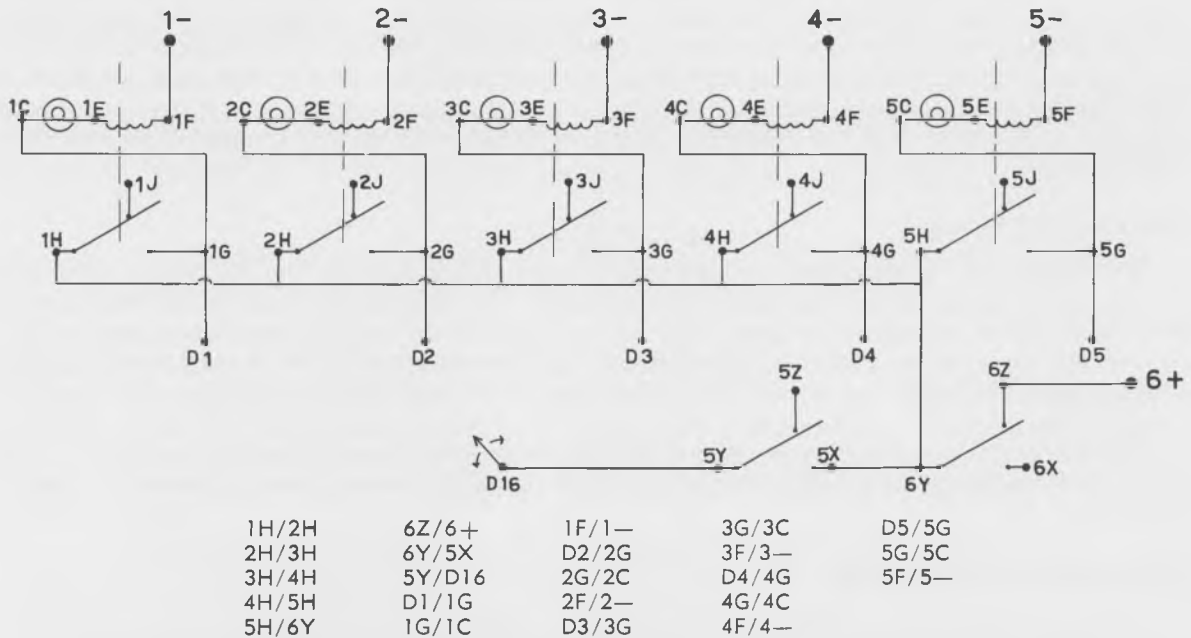 1- 2- 3- 4- 5-
1C 1E 1F 2C 2E 2F 3C 3E 3F 4C 4E 4F 5C 5E 5F
1J 2J 3J 4J 5J
1H 1G 2H 2G 3H 3G 4H 4G 5H 5G
D1 D2 D3 D4 D5
5Z 6Z 6+
D16 5Y 5X 6Y 6X
1H/2H 6Z/6+ 1F/1— 3G/3C D5/5G
2H/3H 6Y/5X D2/2G 3F/3— 5G/5C
3H/4H 5Y/D16 2G/2C D4/4G 5F/5—
4H/5H D1/1G 2F/2— 4G/4C
5H/6Y 1G/1C D3/3G 4F/4—